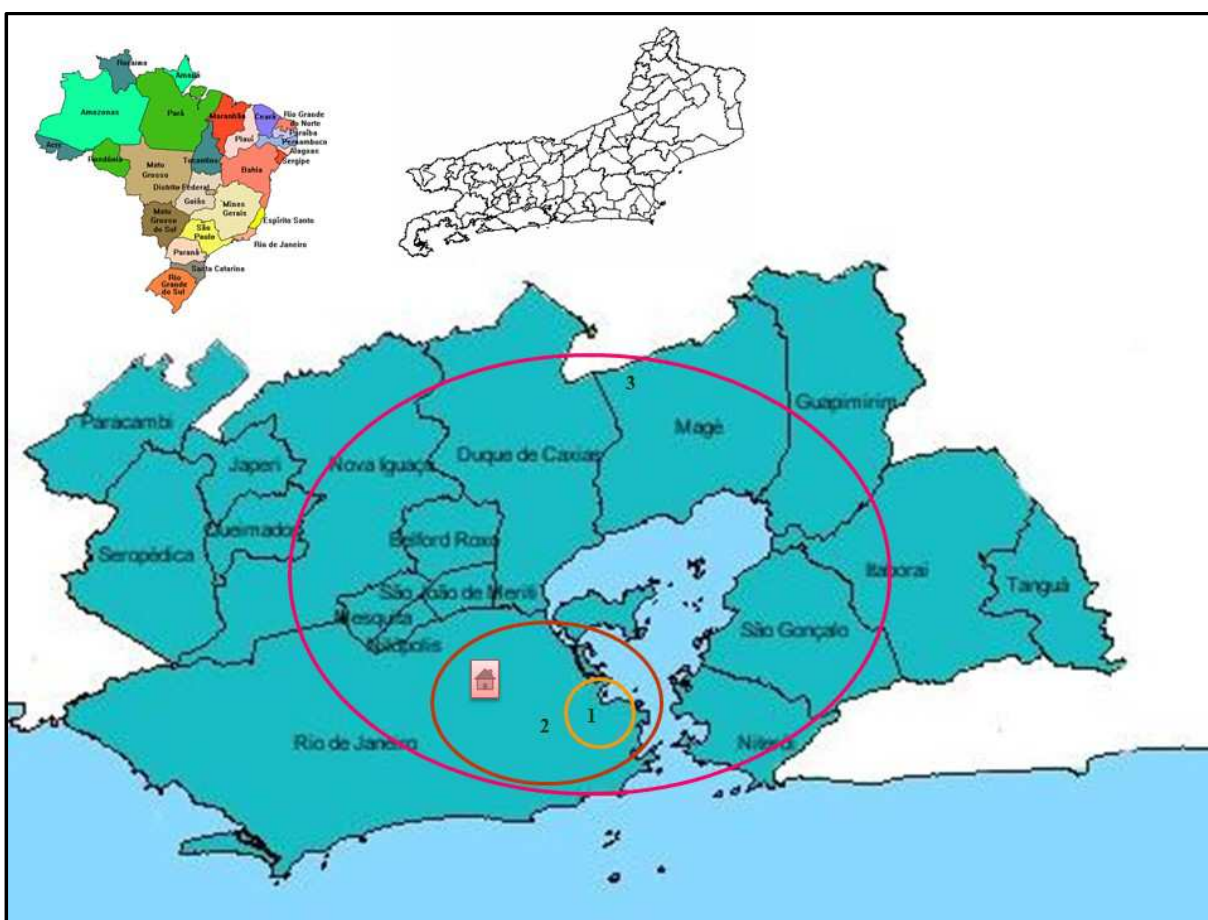 Roraima
Amapá
Amazonas
Pará
Maranhão
Ceará
Rio Grande
do Norte
Paraíba
Pernambuco
Alagoas
Sergipe
Piauí
Acre
Rondônia
Mato
Grosso
Tocantins
Bahia
Distrito Federal
Goiás
Minas
Gerais
Mato
Grosso
do Sul
Espírito Santo
São
Paulo
Rio de Janeiro
Paraná
Santa Catarina
Rio
Grande
do Sul
3
Paracambi
Japeri
Nova Iguaçu
Duque de Caxias
Magé
Guapimirim
Seropédica
Queimados
Belford Roxo
São João de Meriti
Mesquita
Nilópolis
Itaboraí
Tanguá
São Gonçalo
1
2
Rio de Janeiro
Niterói